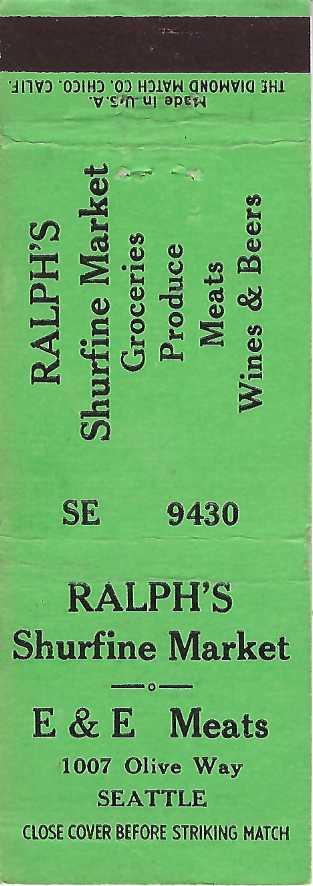 THE DIAMOND MATCH CO. CHICO. CALIF.
Made in U.S.A.
RALPH'S
Shurfine Market
Groceries
Produce
Meats
Wines & Beers
SE 9430
RALPH'S
Shurfine Market
E & E Meats
1007 Olive Way
SEATTLE
CLOSE COVER BEFORE STRIKING MATCH